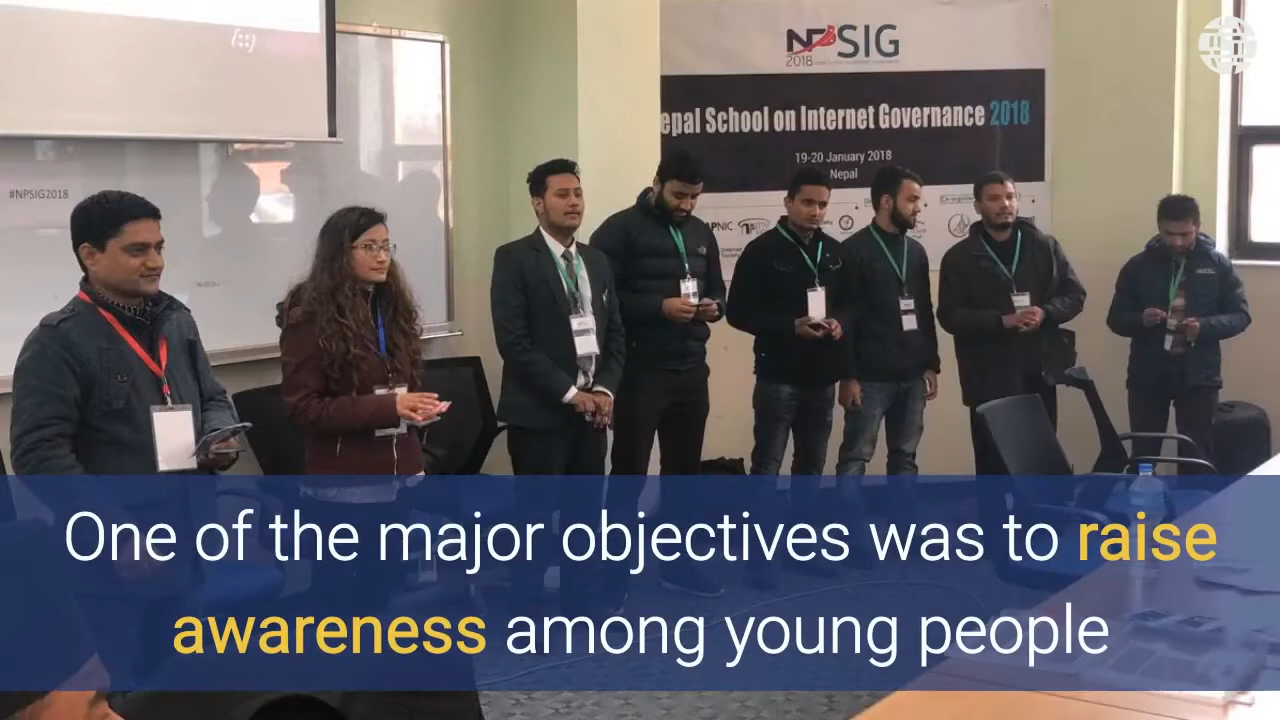 NPSIG
2018
epal School on Internet Governance 2018
19-20 January 2018
Nepal
#NPSIG2018
APNIC
One of the major objectives was to raise
awareness among young people